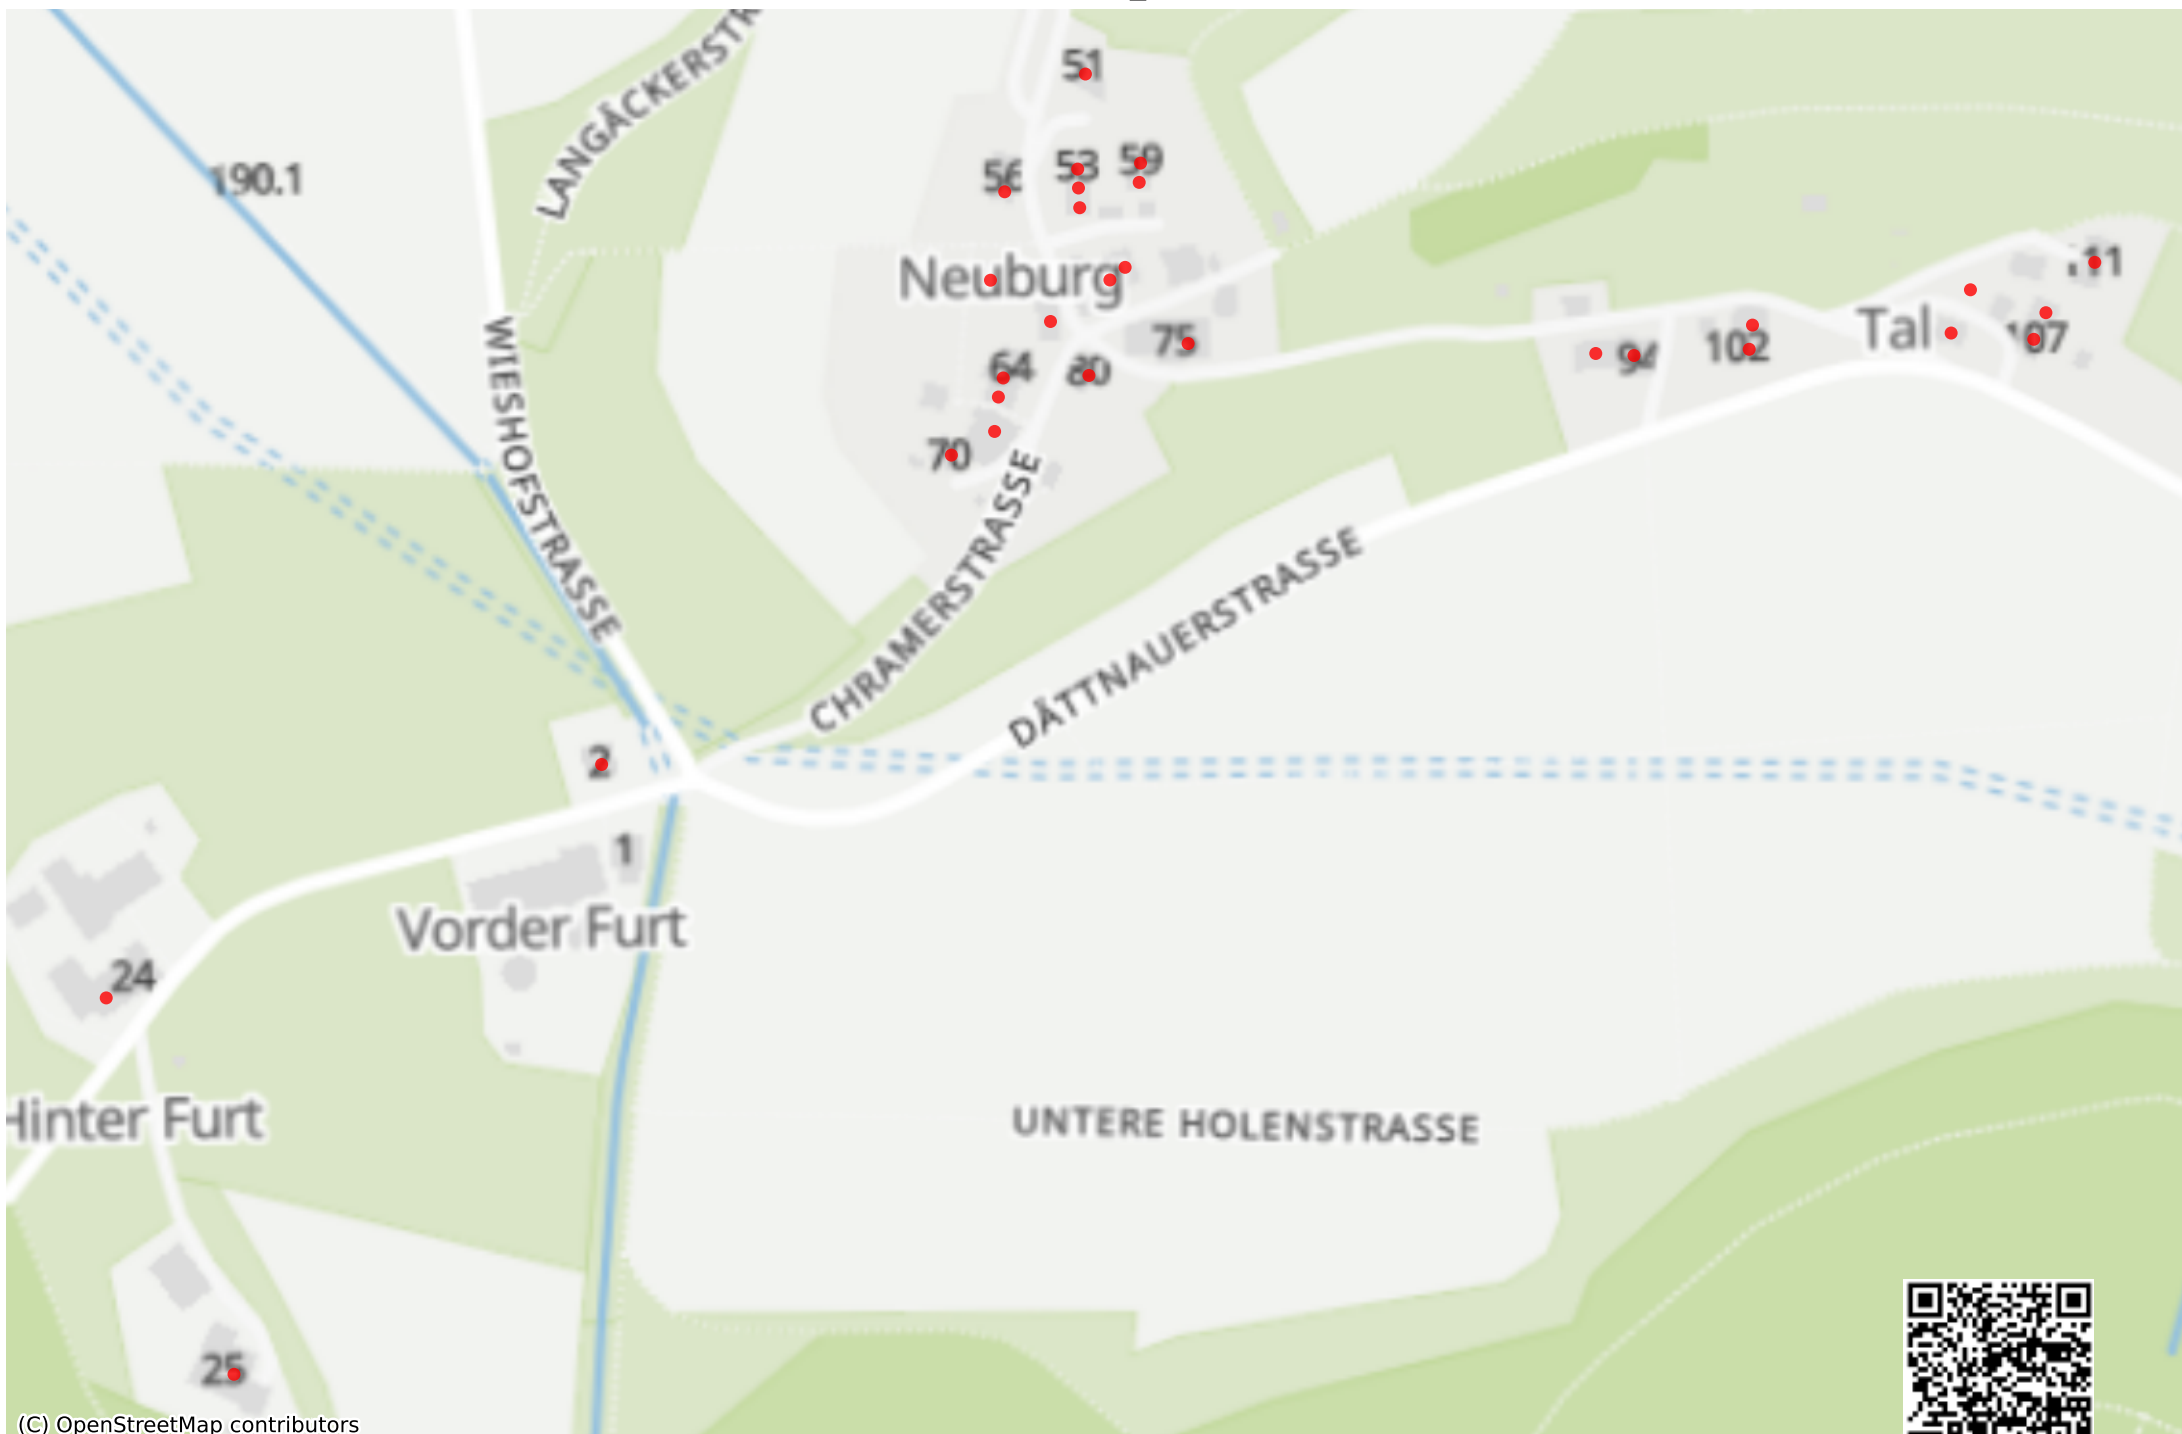 LANGÄCKERSTR
51
190.1
56
53
59
Neuburg
11
WIESHOFSTRASSE
75
64
80
94
102
Tal
107
70
CHRAMERSTRASSE
DÄTTNAUERSTRASSE
2
1
Vorder Furt
24
Hinter Furt
UNTERE HOLENSTRASSE
25
(C) OpenStreetMap contributors